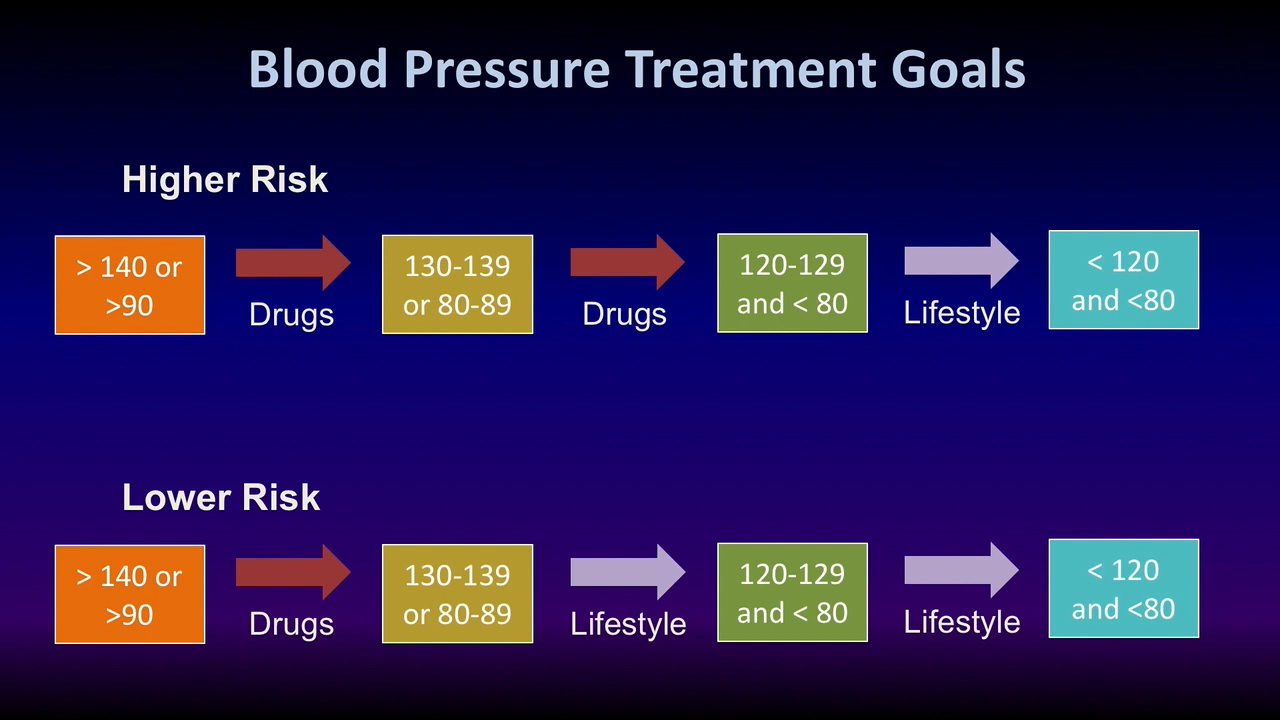 Blood Pressure Treatment Goals
Higher Risk
> 140 or
>90
Drugs
130-139
or 80-89
Drugs
120-129
and < 80
Lifestyle
< 120
and <80
Lower Risk
> 140 or
>90
Drugs
130-139
or 80-89
Lifestyle
120-129
and < 80
Lifestyle
< 120
and <80